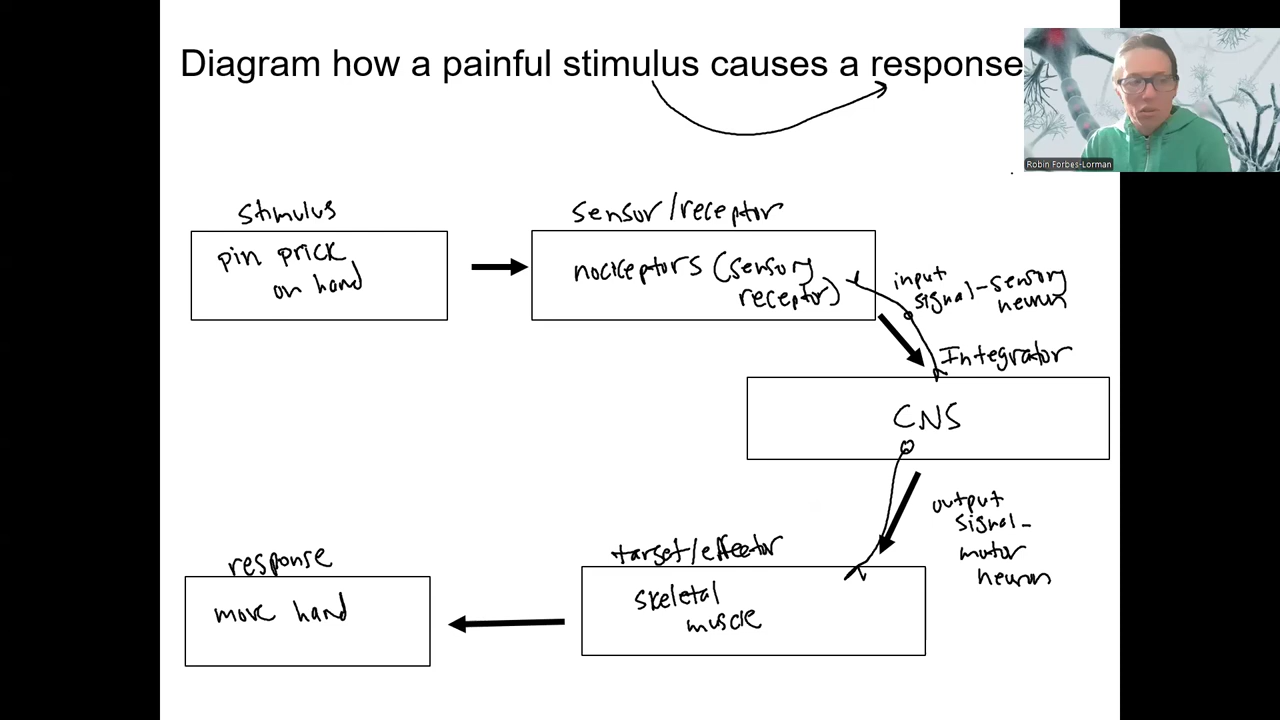 Diagram how a painful stimulus causes a response
Robin Forbes-Lorman
stimulus
pin prick
on hand
sensor/receptor
nociceptors (sensory
receptor)
input
signal-sensory
neuron
Integrator
CNS
output
signal-
motor
neuron
target/effector
skeletal
muscle
response
move hand